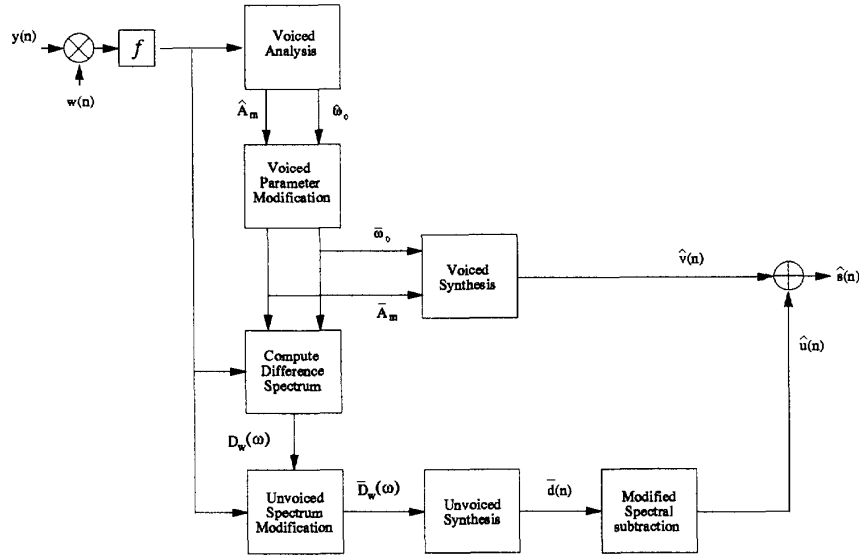 y(n)
w(n)
f
Voiced
Analysis
Â_m
ω̂_o
Voiced
Parameter
Modification
ω̄_o
Ā_m
Voiced
Synthesis
v̂(n)
ŝ(n)
û(n)
Compute
Difference
Spectrum
D_w(ω)
Unvoiced
Spectrum
Modification
D̄_w(ω)
Unvoiced
Synthesis
d̄(n)
Modified
Spectral
subtraction